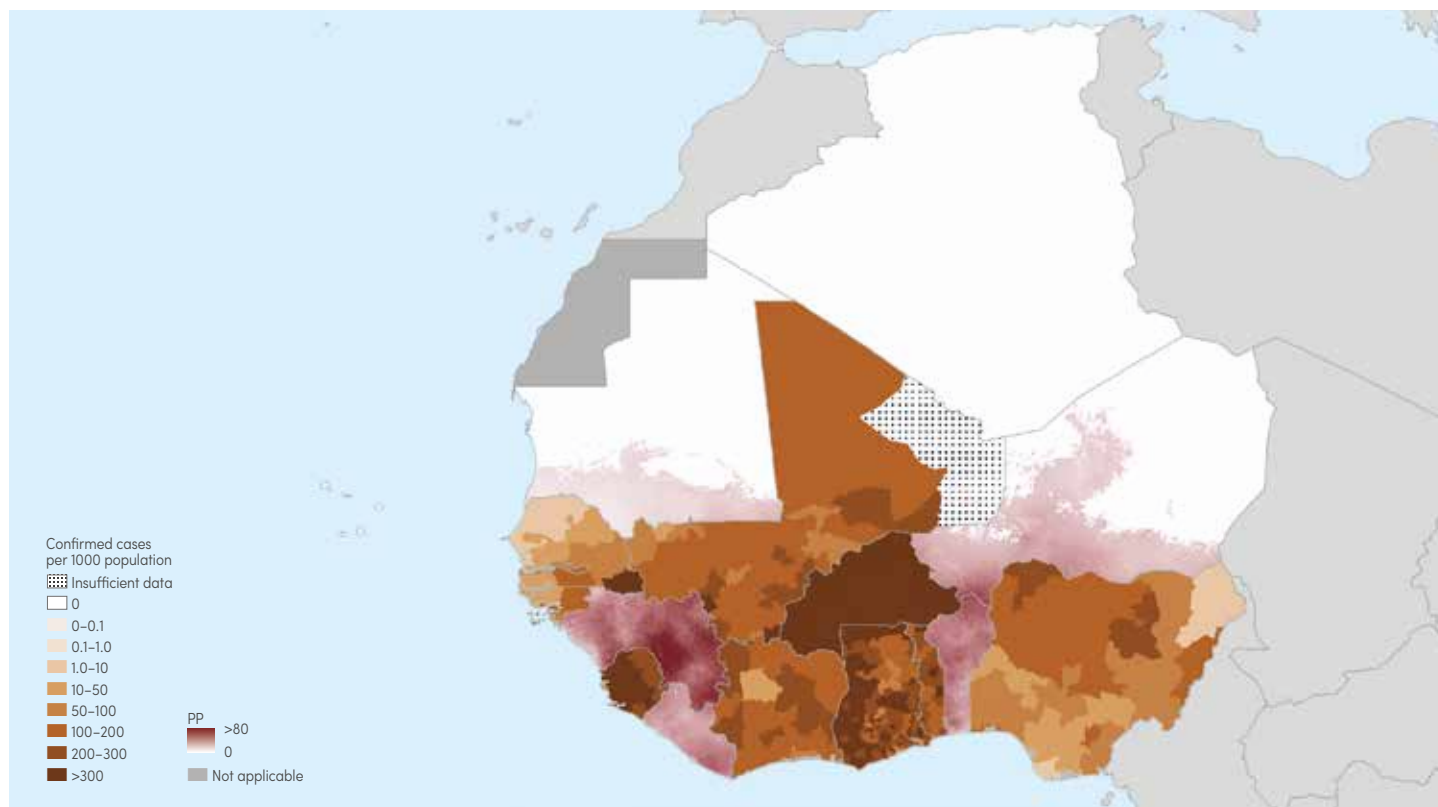 Confirmed cases
per 1000 population
Insufficient data
0
0–0.1
0.1–1.0
1.0–10
10–50
50–100
100–200
200–300
>300
PP
>80
0
Not applicable